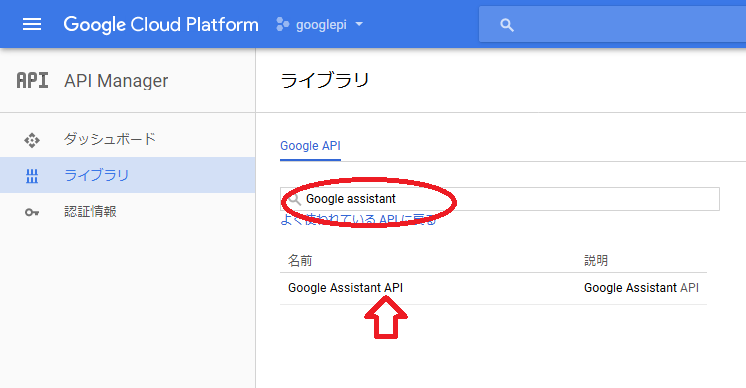 Google Cloud Platform
googlepi
API
API Manager
ライブラリ
ダッシュボード
ライブラリ
認証情報
Google API
Google assistant
よく使われている API に戻る
名前 説明
Google Assistant API Google Assistant API